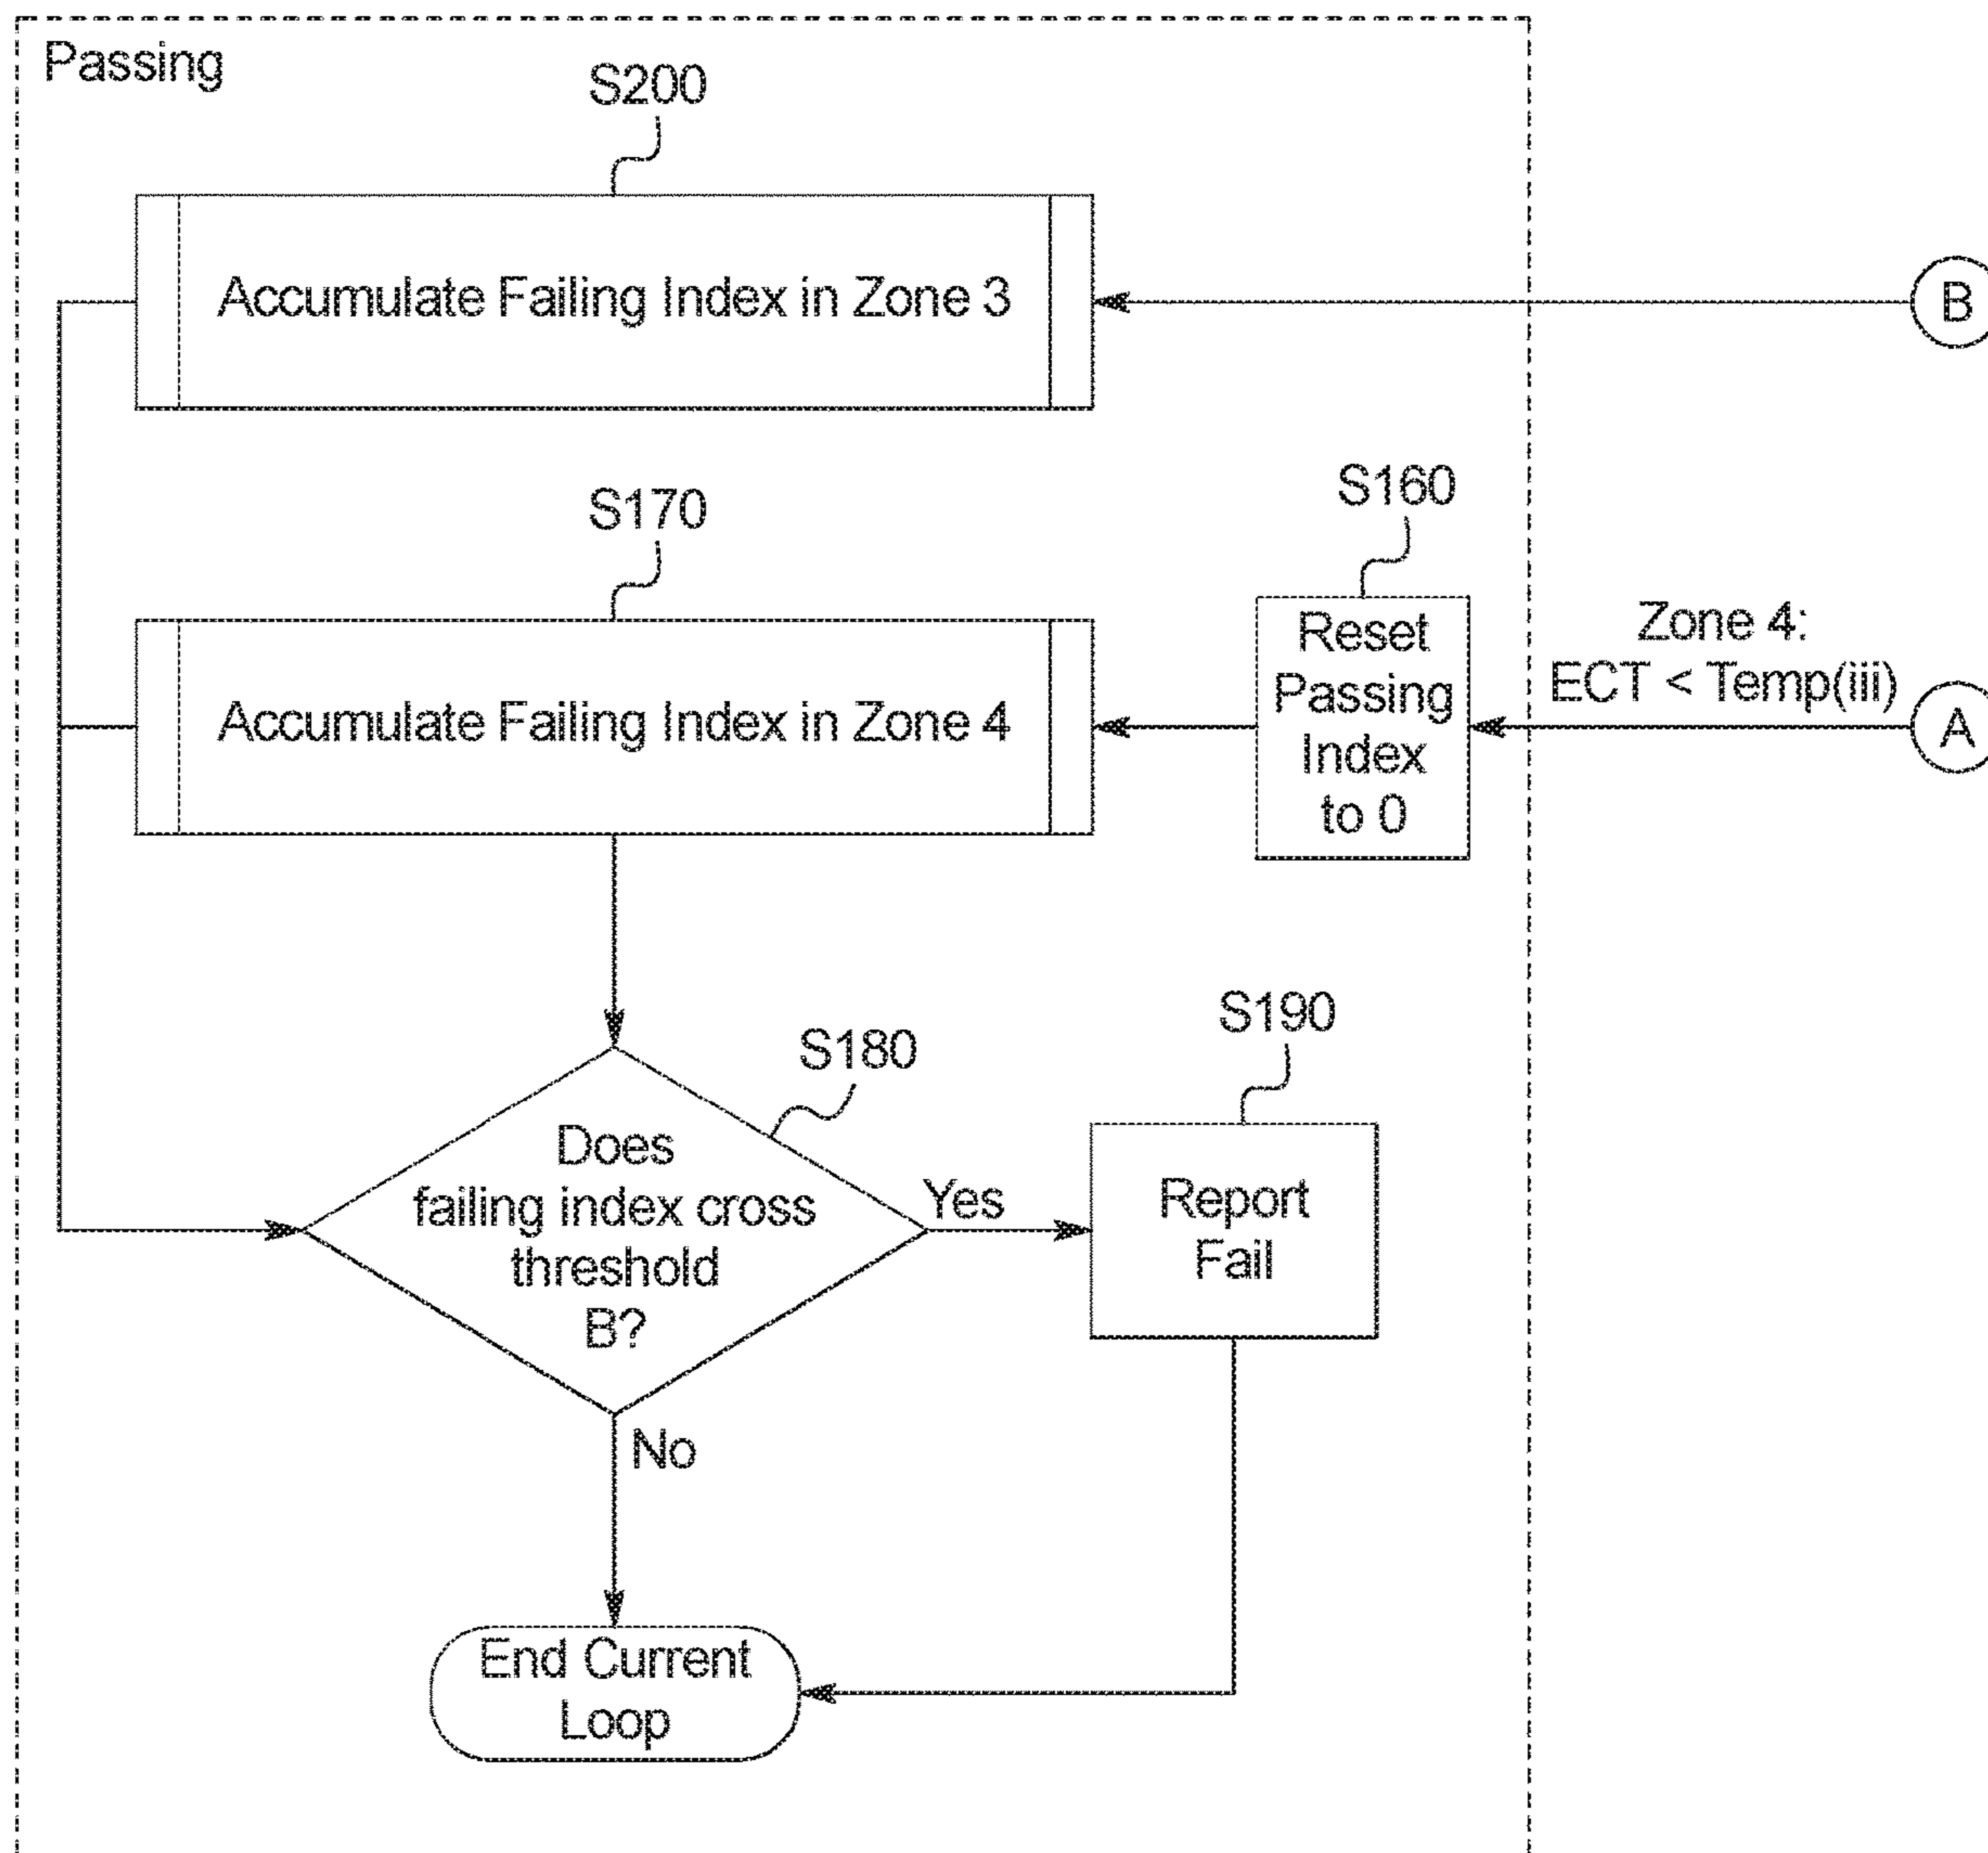 Passing
S200
Accumulate Failing Index in Zone 3
B
S170
Accumulate Failing Index in Zone 4
S160
Reset
Passing
Index
to 0
Zone 4:
ECT < Temp(iii)
A
S180
Does
failing index cross
threshold
B?
Yes
S190
Report
Fail
No
End Current
Loop